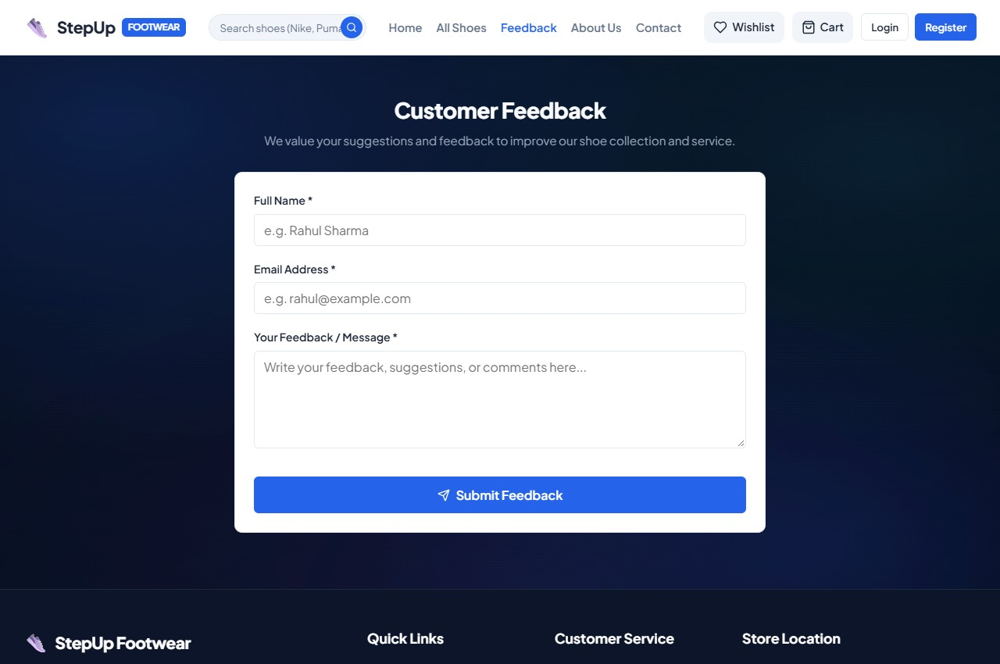 StepUp FOOTWEAR
Search shoes (Nike, Puma
Home
All Shoes
Feedback
About Us
Contact
Wishlist
Cart
Login
Register
Customer Feedback
We value your suggestions and feedback to improve our shoe collection and service.
Full Name *
e.g. Rahul Sharma
Email Address *
e.g. rahul@example.com
Your Feedback / Message *
Write your feedback, suggestions, or comments here...
Submit Feedback
StepUp Footwear
Quick Links
Customer Service
Store Location